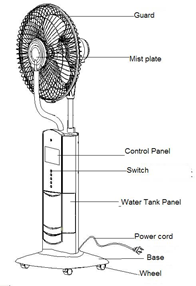 Guard
Mist plate
Control Panel
Switch
Water Tank Panel
Power cord
Base
Wheel